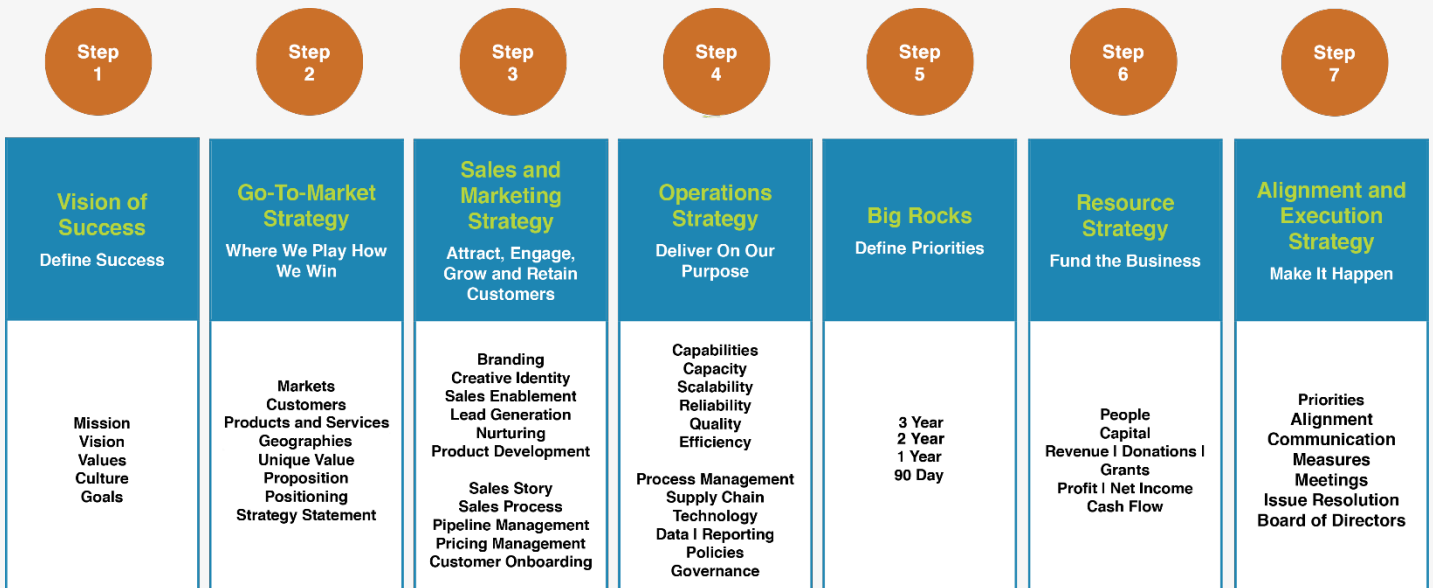 Step
1
Step
2
Step
3
Step
4
Step
5
Step
6
Step
7
Vision of
Success
Define Success
Mission
Vision
Values
Culture
Goals
Go-To-Market
Strategy
Where We Play How
We Win
Markets
Customers
Products and Services
Geographies
Unique Value
Proposition
Positioning
Strategy Statement
Sales and
Marketing
Strategy
Attract, Engage,
Grow and Retain
Customers
Branding
Creative Identity
Sales Enablement
Lead Generation
Nurturing
Product Development
Sales Story
Sales Process
Pipeline Management
Pricing Management
Customer Onboarding
Operations
Strategy
Deliver On Our
Purpose
Capabilities
Capacity
Scalability
Reliability
Quality
Efficiency
Process Management
Supply Chain
Technology
Data I Reporting
Policies
Governance
Big Rocks
Define Priorities
3 Year
2 Year
1 Year
90 Day
Resource
Strategy
Fund the Business
People
Capital
Revenue I Donations I
Grants
Profit I Net Income
Cash Flow
Alignment and
Execution
Strategy
Make It Happen
Priorities
Alignment
Communication
Measures
Meetings
Issue Resolution
Board of Directors